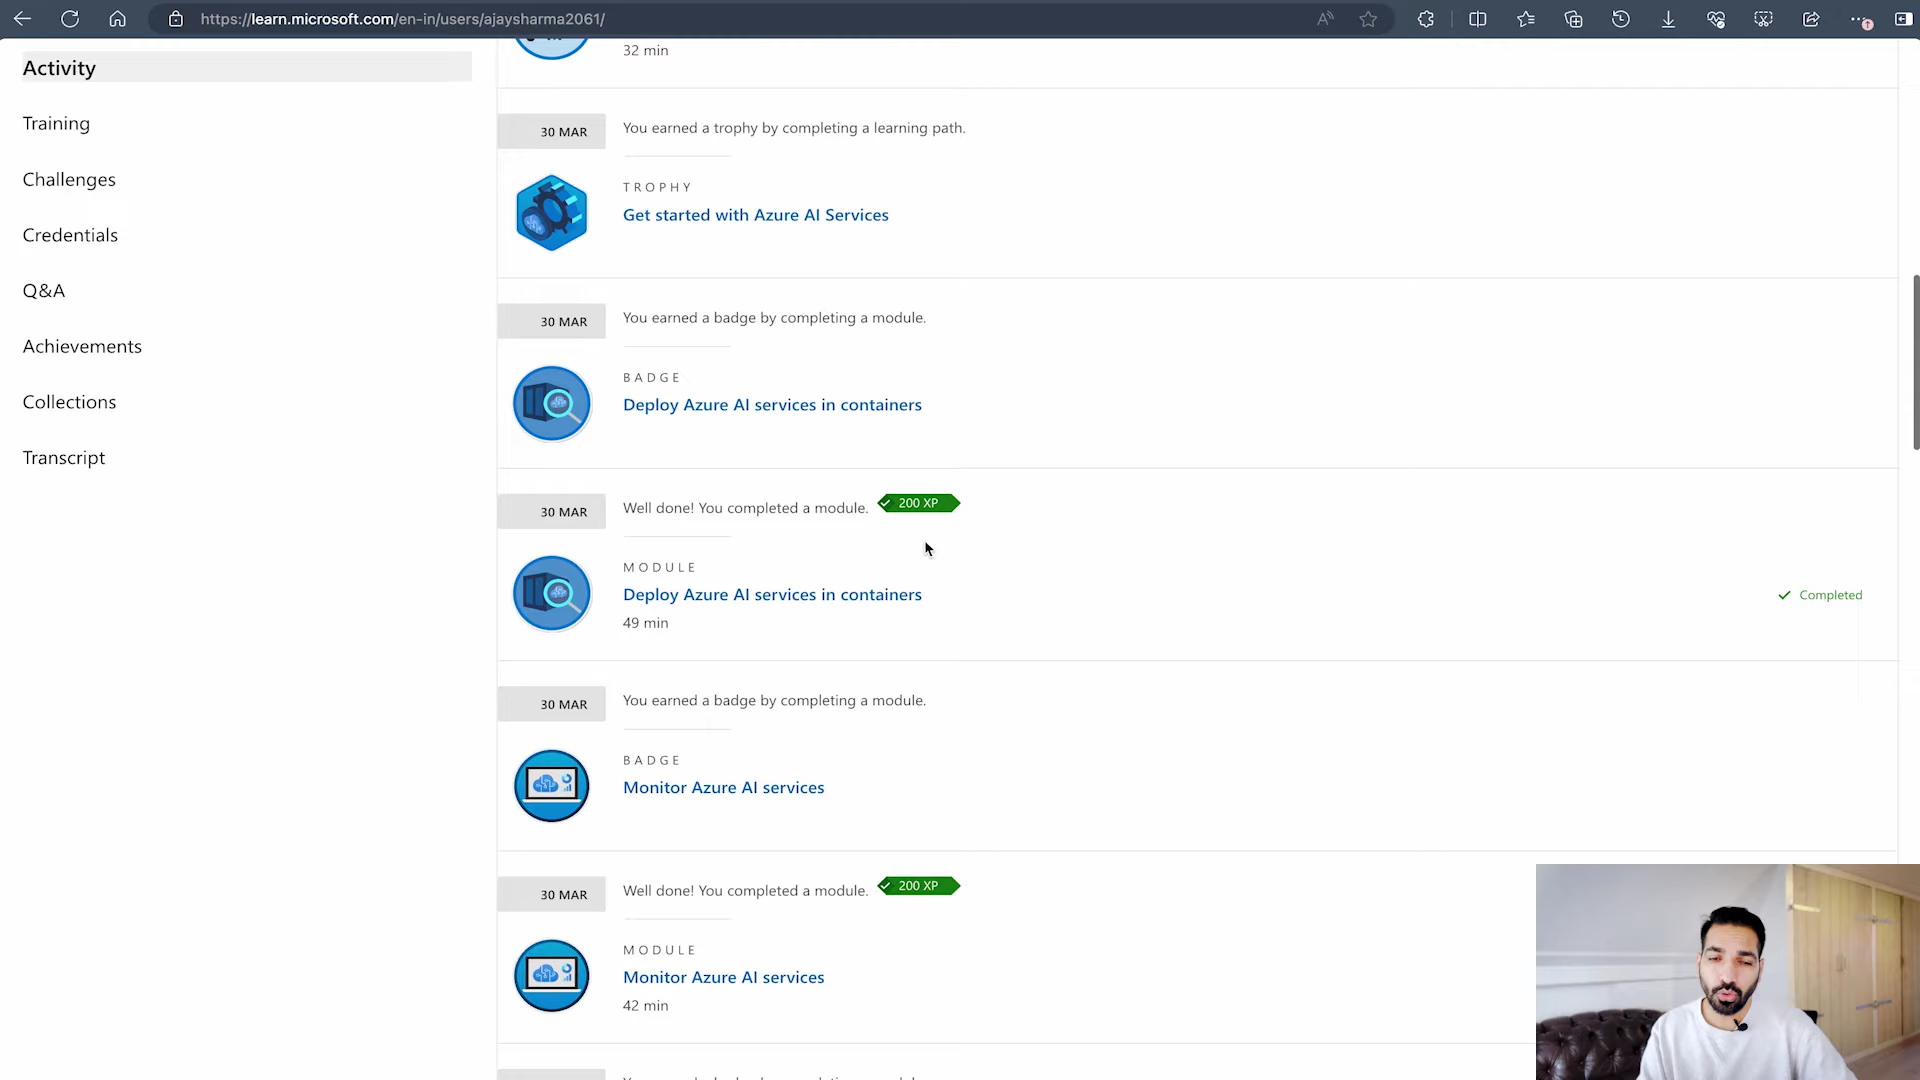 https://learn.microsoft.com/en-in/users/ajaysharma2061/
Activity
Training
Challenges
Credentials
Q&A
Achievements
Collections
Transcript
32 min
30 MAR
You earned a trophy by completing a learning path.
TROPHY
Get started with Azure AI Services
30 MAR
You earned a badge by completing a module.
BADGE
Deploy Azure AI services in containers
30 MAR
Well done! You completed a module.
200 XP
MODULE
Deploy Azure AI services in containers
49 min
Completed
30 MAR
You earned a badge by completing a module.
BADGE
Monitor Azure AI services
30 MAR
Well done! You completed a module.
200 XP
MODULE
Monitor Azure AI services
42 min